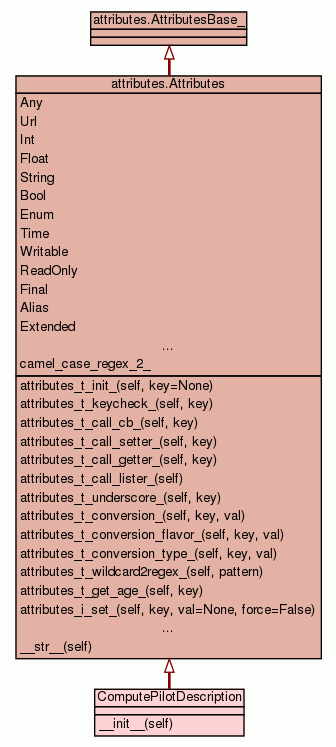 attributes.AttributesBase_
attributes.Attributes
Any
Url
Int
Float
String
Bool
Enum
Time
Writable
ReadOnly
Final
Alias
Extended
...
camel_case_regex_2_
attributes_t_init_(self, key=None)
attributes_t_keycheck_(self, key)
attributes_t_call_cb_(self, key)
attributes_t_call_setter_(self, key)
attributes_t_call_getter_(self, key)
attributes_t_call_lister_(self)
attributes_t_underscore_(self, key)
attributes_t_conversion_(self, key, val)
attributes_t_conversion_flavor_(self, key, val)
attributes_t_conversion_type_(self, key, val)
attributes_t_wildcard2regex_(self, pattern)
attributes_t_get_age_(self, key)
attributes_i_set_(self, key, val=None, force=False)
...
__str__(self)
ComputePilotDescription
__init__(self)